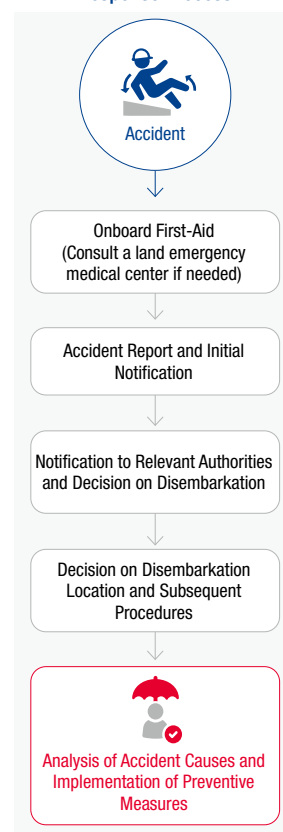 Accident
Onboard First-Aid
(Consult a land emergency
medical center if needed)
Accident Report and Initial
Notification
Notification to Relevant Authorities
and Decision on Disembarkation
Decision on Disembarkation
Location and Subsequent
Procedures
Analysis of Accident Causes and
Implementation of Preventive
Measures